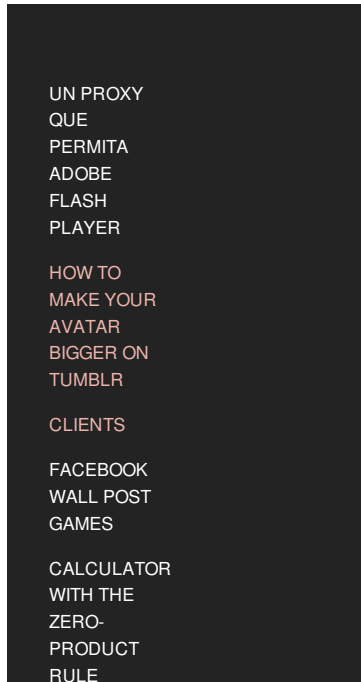 UN PROXY
QUE
PERMITA
ADOBE
FLASH
PLAYER
HOW TO
MAKE YOUR
AVATAR
BIGGER ON
TUMBLR
CLIENTS
FACEBOOK
WALL POST
GAMES
CALCULATOR
WITH THE
ZERO-
PRODUCT
RULE